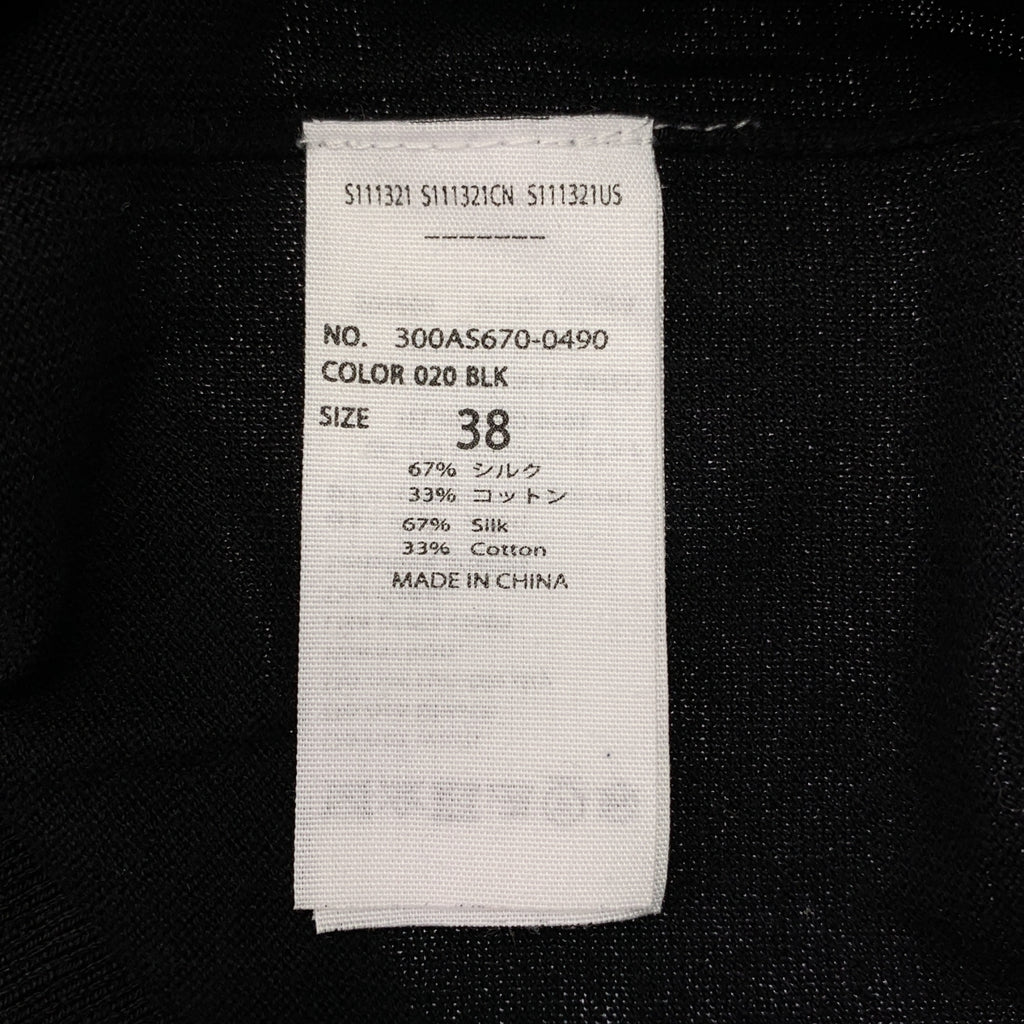 S111321 S111321CN S111321US
-------
NO. 300AS670-0490
COLOR 020 BLK
SIZE 38
67% シルク
33% コットン
67% Silk
33% Cotton
MADE IN CHINA